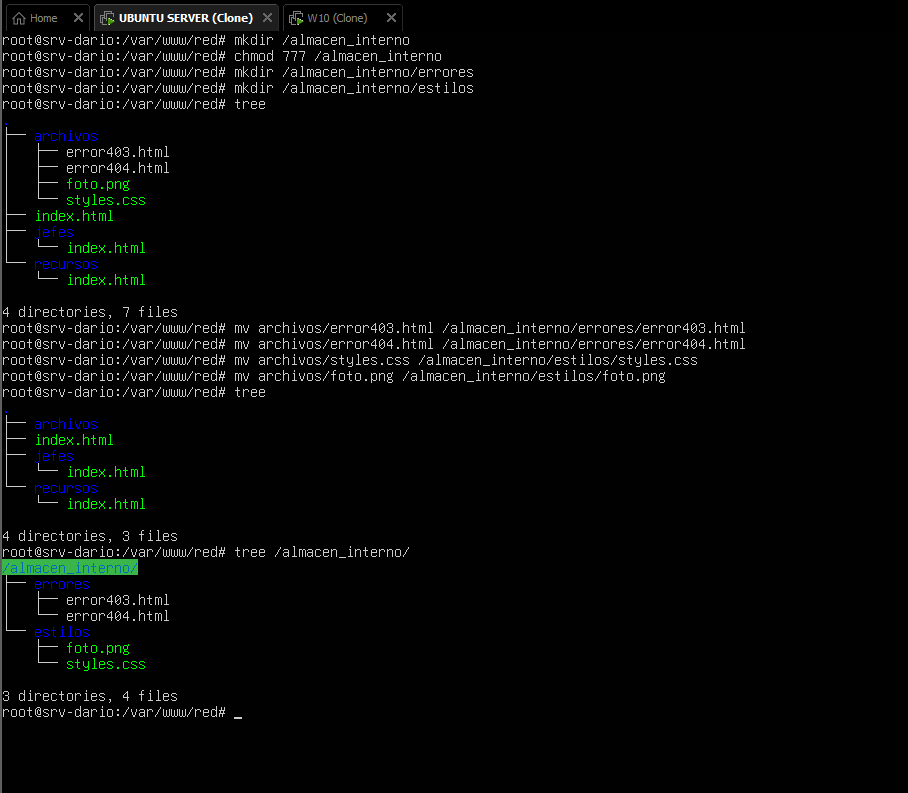 Home × UBUNTU SERVER (Clone) × W10 (Clone) ×
root@srv-dario:/var/www/red# mkdir /almacen_interno
root@srv-dario:/var/www/red# chmod 777 /almacen_interno
root@srv-dario:/var/www/red# mkdir /almacen_interno/errores
root@srv-dario:/var/www/red# mkdir /almacen_interno/estilos
root@srv-dario:/var/www/red# tree
.
├── archivos
│   ├── error403.html
│   ├── error404.html
│   ├── foto.png
│   └── styles.css
├── index.html
├── jefes
│   └── index.html
└── recursos
    └── index.html

4 directories, 7 files
root@srv-dario:/var/www/red# mv archivos/error403.html /almacen_interno/errores/error403.html
root@srv-dario:/var/www/red# mv archivos/error404.html /almacen_interno/errores/error404.html
root@srv-dario:/var/www/red# mv archivos/styles.css /almacen_interno/estilos/styles.css
root@srv-dario:/var/www/red# mv archivos/foto.png /almacen_interno/estilos/foto.png
root@srv-dario:/var/www/red# tree
.
├── archivos
├── index.html
├── jefes
│   └── index.html
└── recursos
    └── index.html

4 directories, 3 files
root@srv-dario:/var/www/red# tree /almacen_interno/
/almacen_interno/
├── errores
│   ├── error403.html
│   └── error404.html
└── estilos
    ├── foto.png
    └── styles.css

3 directories, 4 files
root@srv-dario:/var/www/red# _